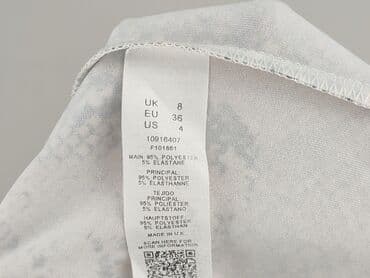 UK 8
EU 36
US 4
10916407
F101661
MAIN: 95% POLYESTER
5% ELASTANE
PRINCIPAL:
95% POLYESTER
5% ELASTHANNE
TEJIDO
PRINCIPAL:
95% POLIÉSTER
5% ELASTANO
HAUPTSTOFF:
95% POLYESTER
5% ELASTHAN
MADE IN U.K.
SCAN HERE FOR
MORE INFORMATION